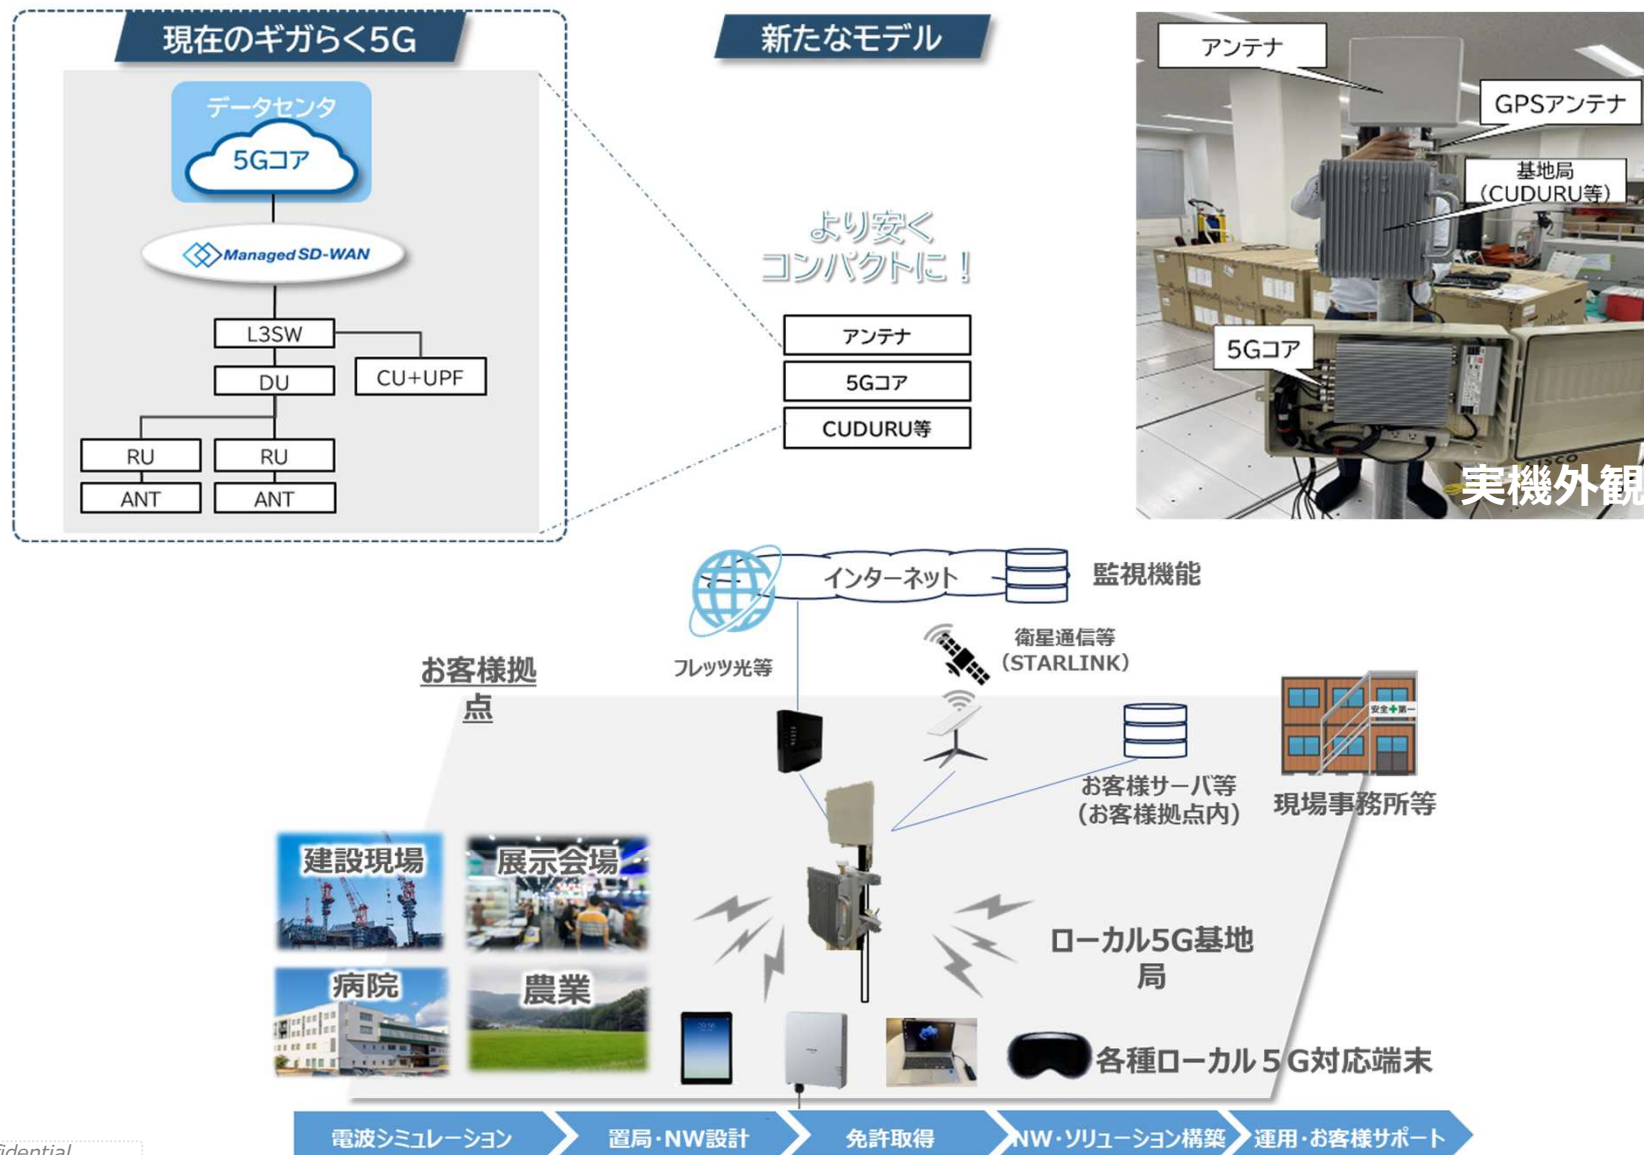 現在のギガらく5G
データセンタ
5Gコア
Managed SD-WAN
L3SW
DU
CU+UPF
RU
RU
ANT
ANT
新たなモデル
より安く
コンパクトに！
アンテナ
5Gコア
CUDURU等
アンテナ
GPSアンテナ
基地局
（CUDURU等）
5Gコア
実機外観
インターネット
監視機能
フレッツ光等
衛星通信等
（STARLINK）
お客様拠
点
安全＋第一
お客様サーバ等
（お客様拠点内）
現場事務所等
建設現場
展示会場
病院
農業
ローカル5G基地
局
各種ローカル５G対応端末
電波シミュレーション
置局・NW設計
免許取得
NW・ソリューション構築
運用・お客様サポート